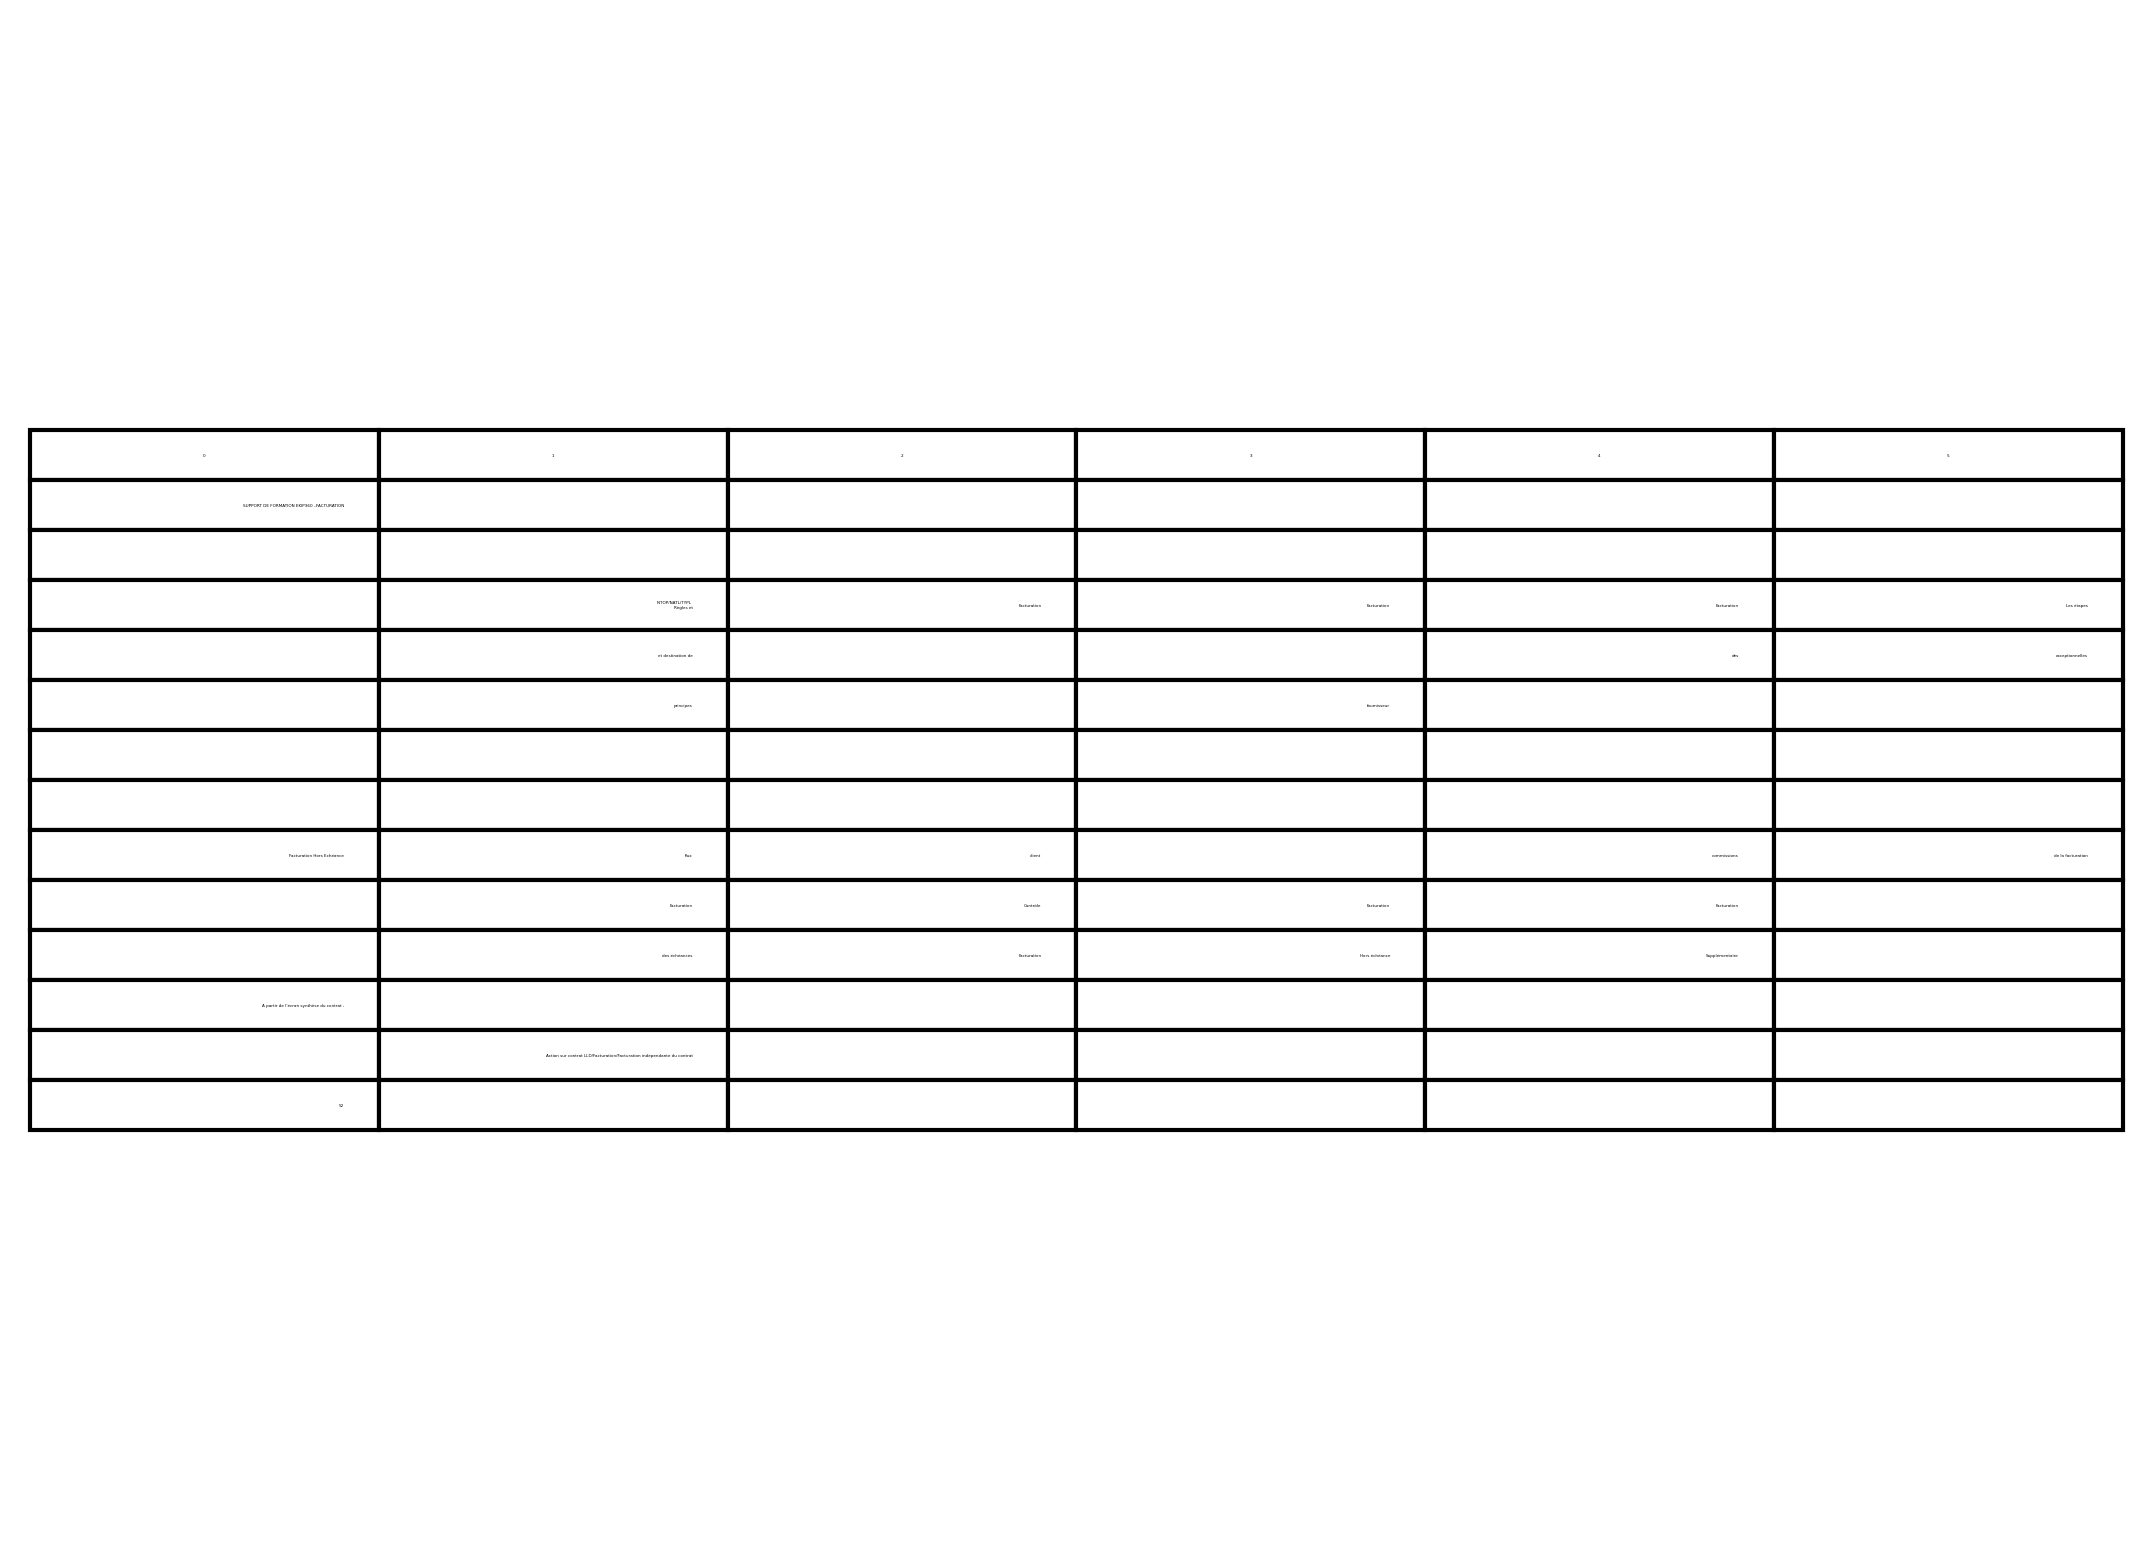 0 1 2 3 4 5
SUPPORT DE FORMATION EKIP360 -FACTURATION
NTOP/NATL/TYPL
Règles et
Facturation Facturation Facturation Les étapes
et destination de des exceptionnelles
principes fournisseur
Facturation Hors Echéance flux client commissions de la facturation
Facturation Contrôle Facturation Facturation
des échéances Facturation Hors échéance Supplémentaire
A partir de l'écran synthèse du contrat .
Action sur contrat LLD/Facturation/Facturation indépendante du contrat
52